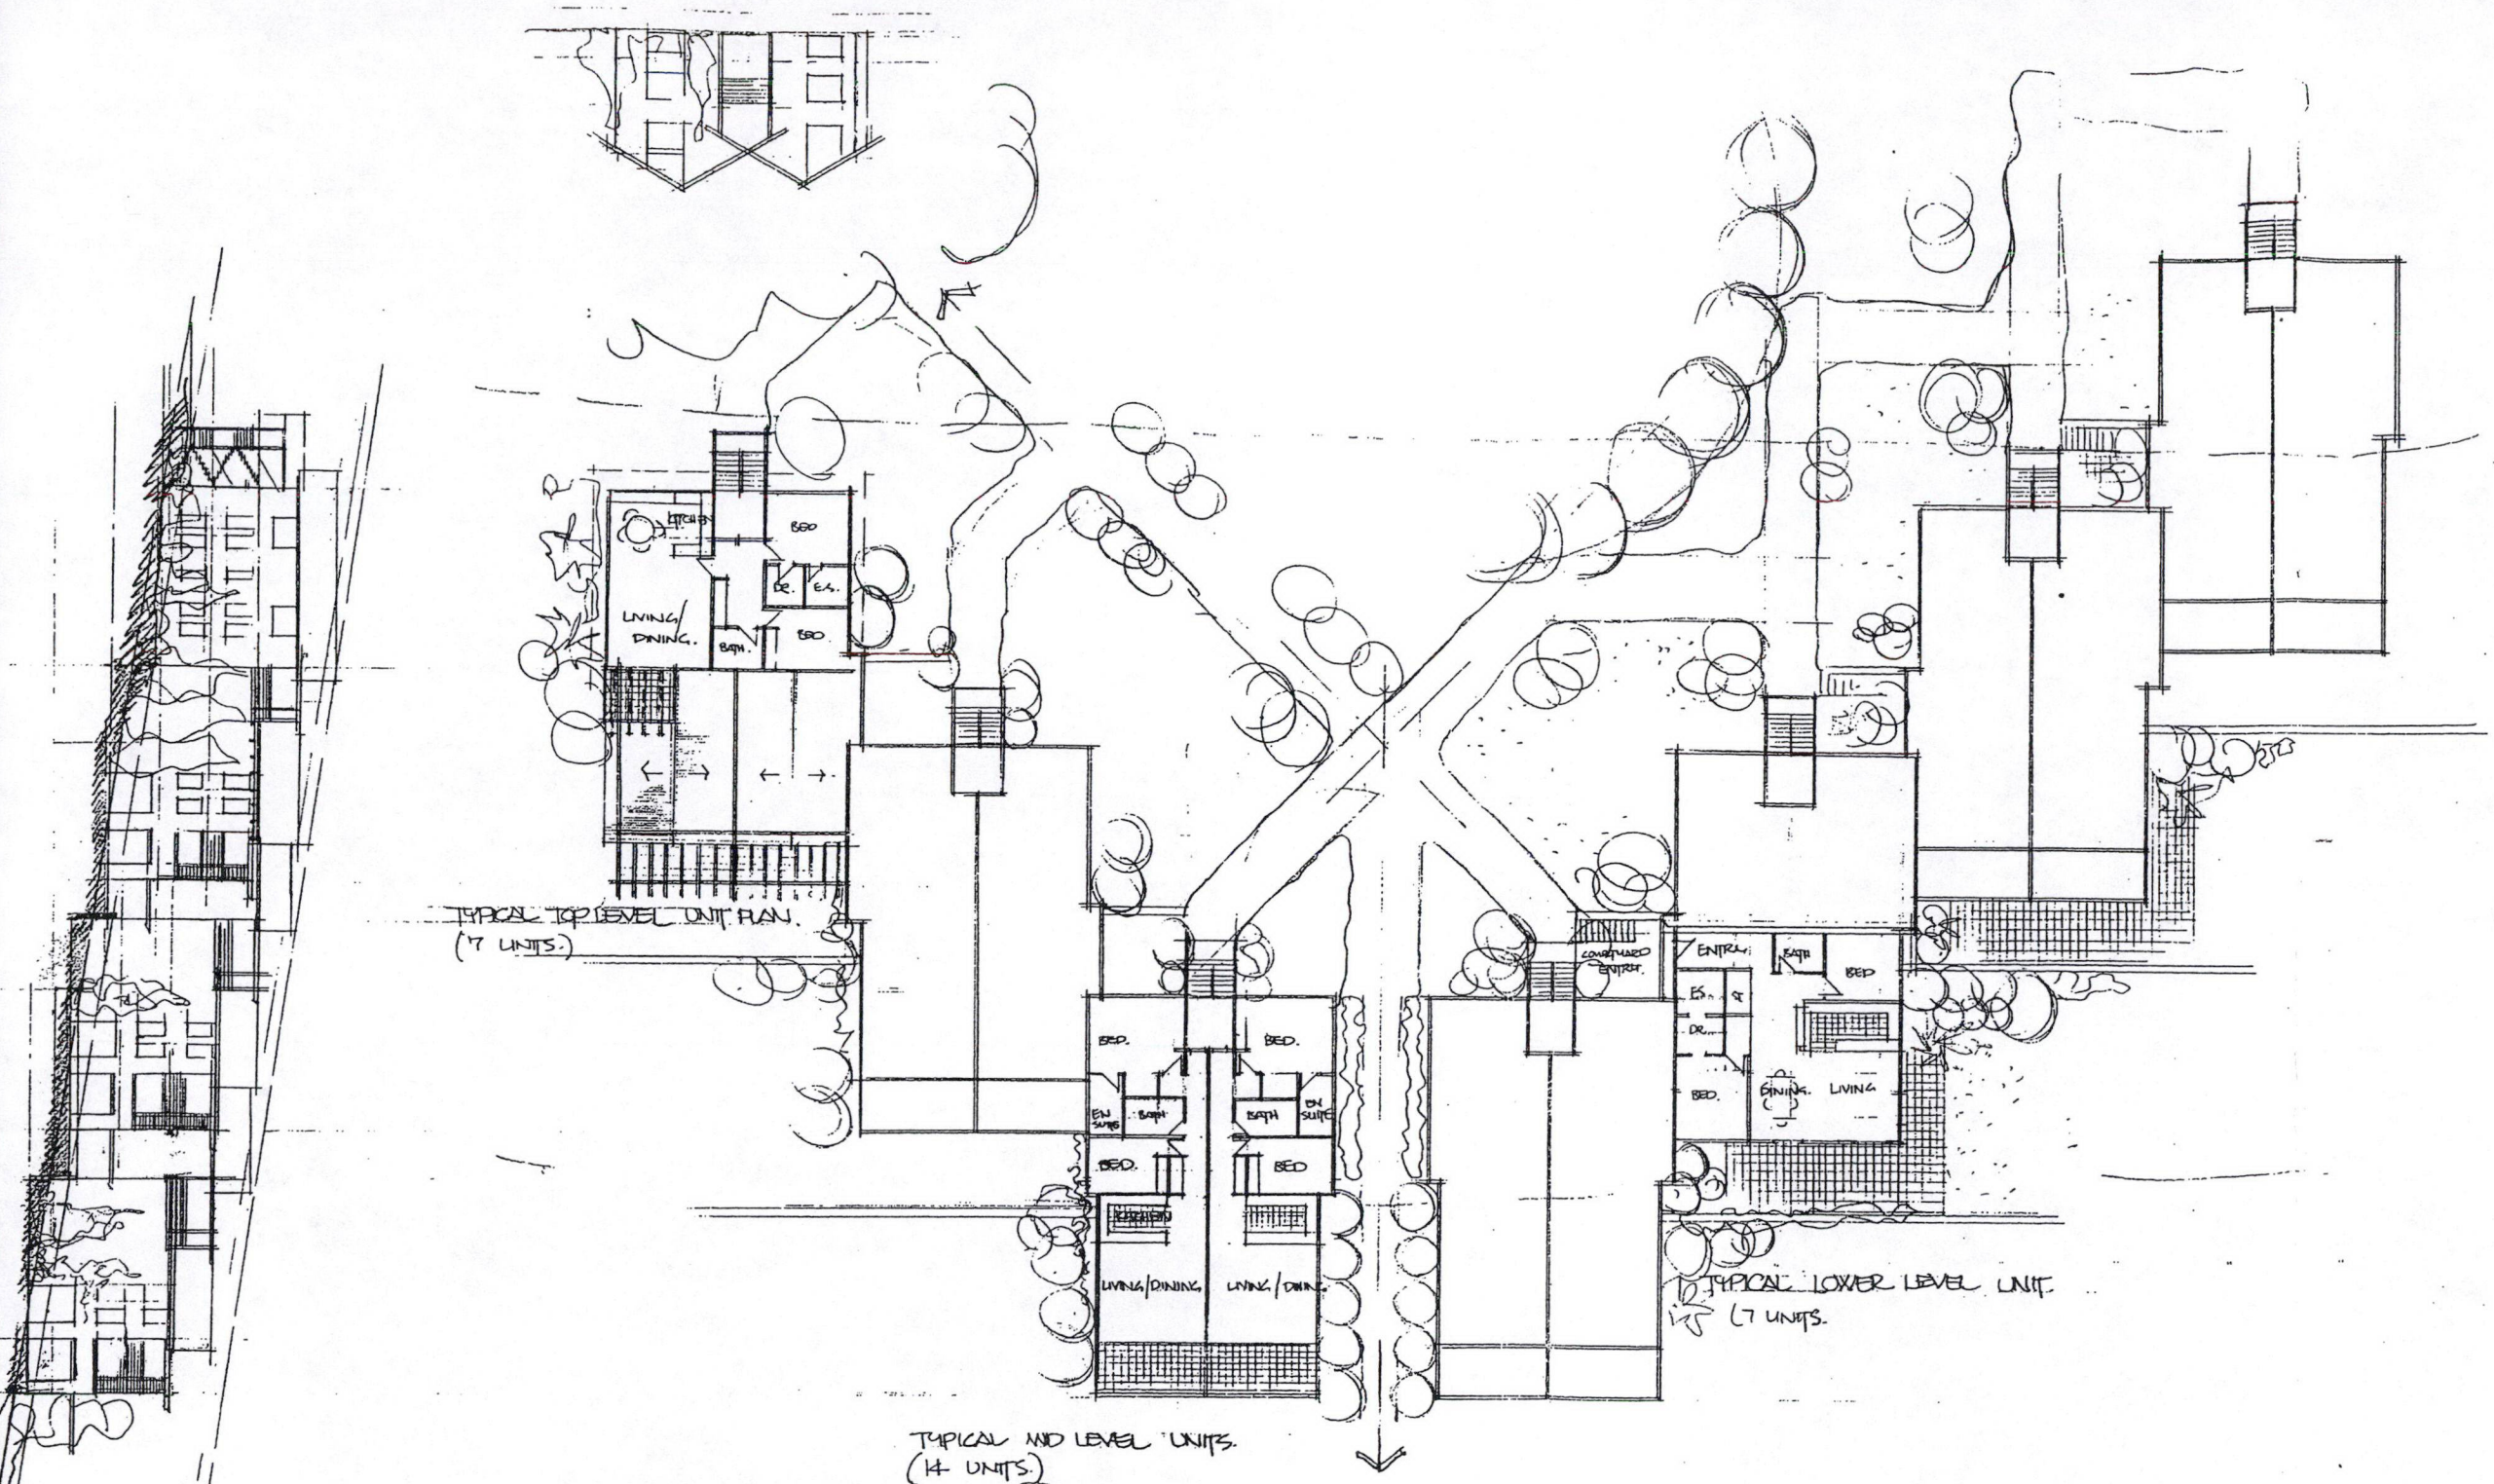 KITCHEN
BED
DR.
E.S.
LIVING/
DINING.
BATH.
BED
TYPICAL TOP LEVEL UNIT PLAN.
(7 UNITS.)
BED.
BED.
EN
SUITE
BATH
BATH
EN
SUITE
BED.
BED
KITCHEN
LIVING/DINING
LIVING/DININ
TYPICAL MID LEVEL UNITS.
(14 UNITS.)
COURTYARD
ENTRY.
ENTRY.
BATH
BED
ES.
ST
DR.
BED.
DINING.
LIVING
TYPICAL LOWER LEVEL UNIT.
(7 UNITS.